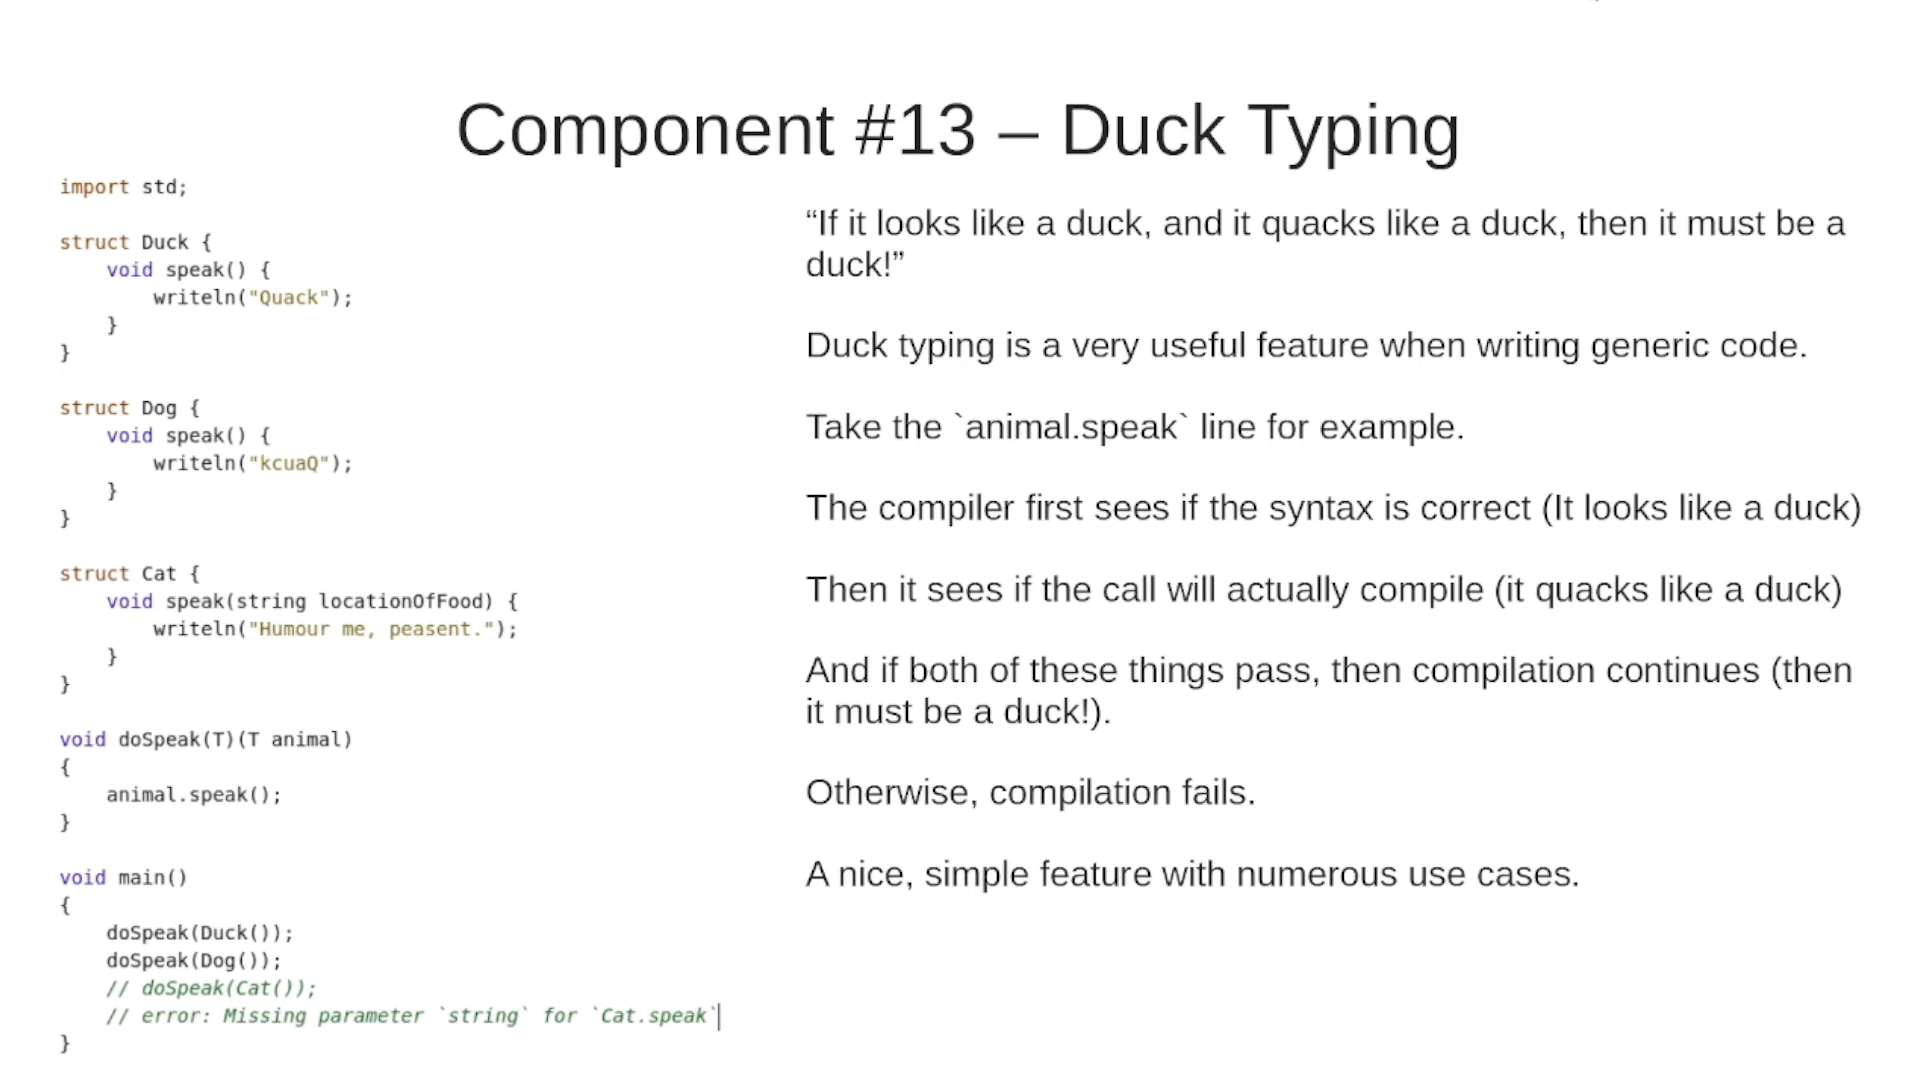 Component #13 – Duck Typing
import std;
struct Duck {
    void speak() {
        writeln("Quack");
    }
}
struct Dog {
    void speak() {
        writeln("kcuaQ");
    }
}
struct Cat {
    void speak(string locationOfFood) {
        writeln("Humour me, peasent.");
    }
}
void doSpeak(T)(T animal)
{
    animal.speak();
}
void main()
{
    doSpeak(Duck());
    doSpeak(Dog());
    // doSpeak(Cat());
    // error: Missing parameter `string` for `Cat.speak`
}
“If it looks like a duck, and it quacks like a duck, then it must be a
duck!”
Duck typing is a very useful feature when writing generic code.
Take the `animal.speak` line for example.
The compiler first sees if the syntax is correct (It looks like a duck)
Then it sees if the call will actually compile (it quacks like a duck)
And if both of these things pass, then compilation continues (then
it must be a duck!).
Otherwise, compilation fails.
A nice, simple feature with numerous use cases.